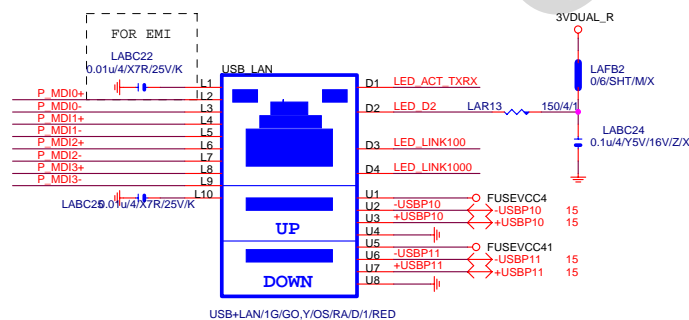 3VDUAL_R
FOR EMI
LABC22
0.01u/4/X7R/25V/K
USB_LAN
LAFB2
0/6/SHT/M/X
L1
L2
L3
L4
L5
L6
L7
L8
L9
L10
P_MDI0+
P_MDI0-
P_MDI1+
P_MDI1-
P_MDI2+
P_MDI2-
P_MDI3+
P_MDI3-
LABC25
0.01u/4/X7R/25V/K
D1 LED_ACT_TXRX
D2 LED_D2 LAR13 150/4/1
LABC24
0.1u/4/Y5V/16V/Z/X
D3 LED_LINK100
D4 LED_LINK1000
U1 FUSEVCC4
U2 -USBP10 -USBP10 15
U3 +USBP10 +USBP10 15
U4
UP
U5 FUSEVCC41
U6 -USBP11 -USBP11 15
U7 +USBP11 +USBP11 15
U8
DOWN
USB+LAN/1G/GO,Y/OS/RA/D/1/RED